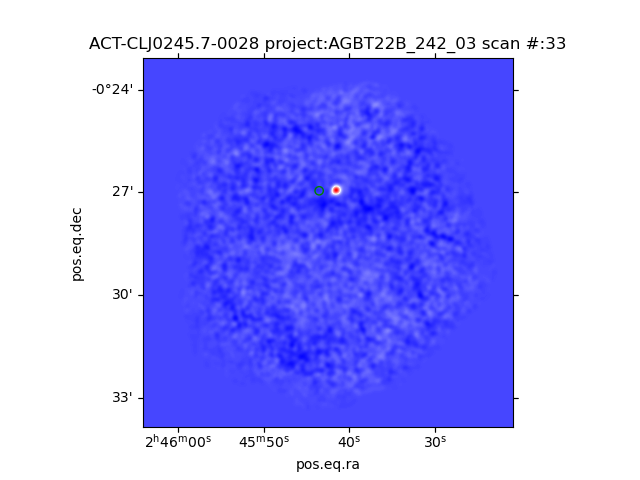 ACT-CLJ0245.7-0028 project:AGBT22B_242_03 scan #:33
-0°24'
27'
30'
33'
pos.eq.dec
2ʰ46ᵐ00ˢ 45ᵐ50ˢ 40ˢ 30ˢ
pos.eq.ra